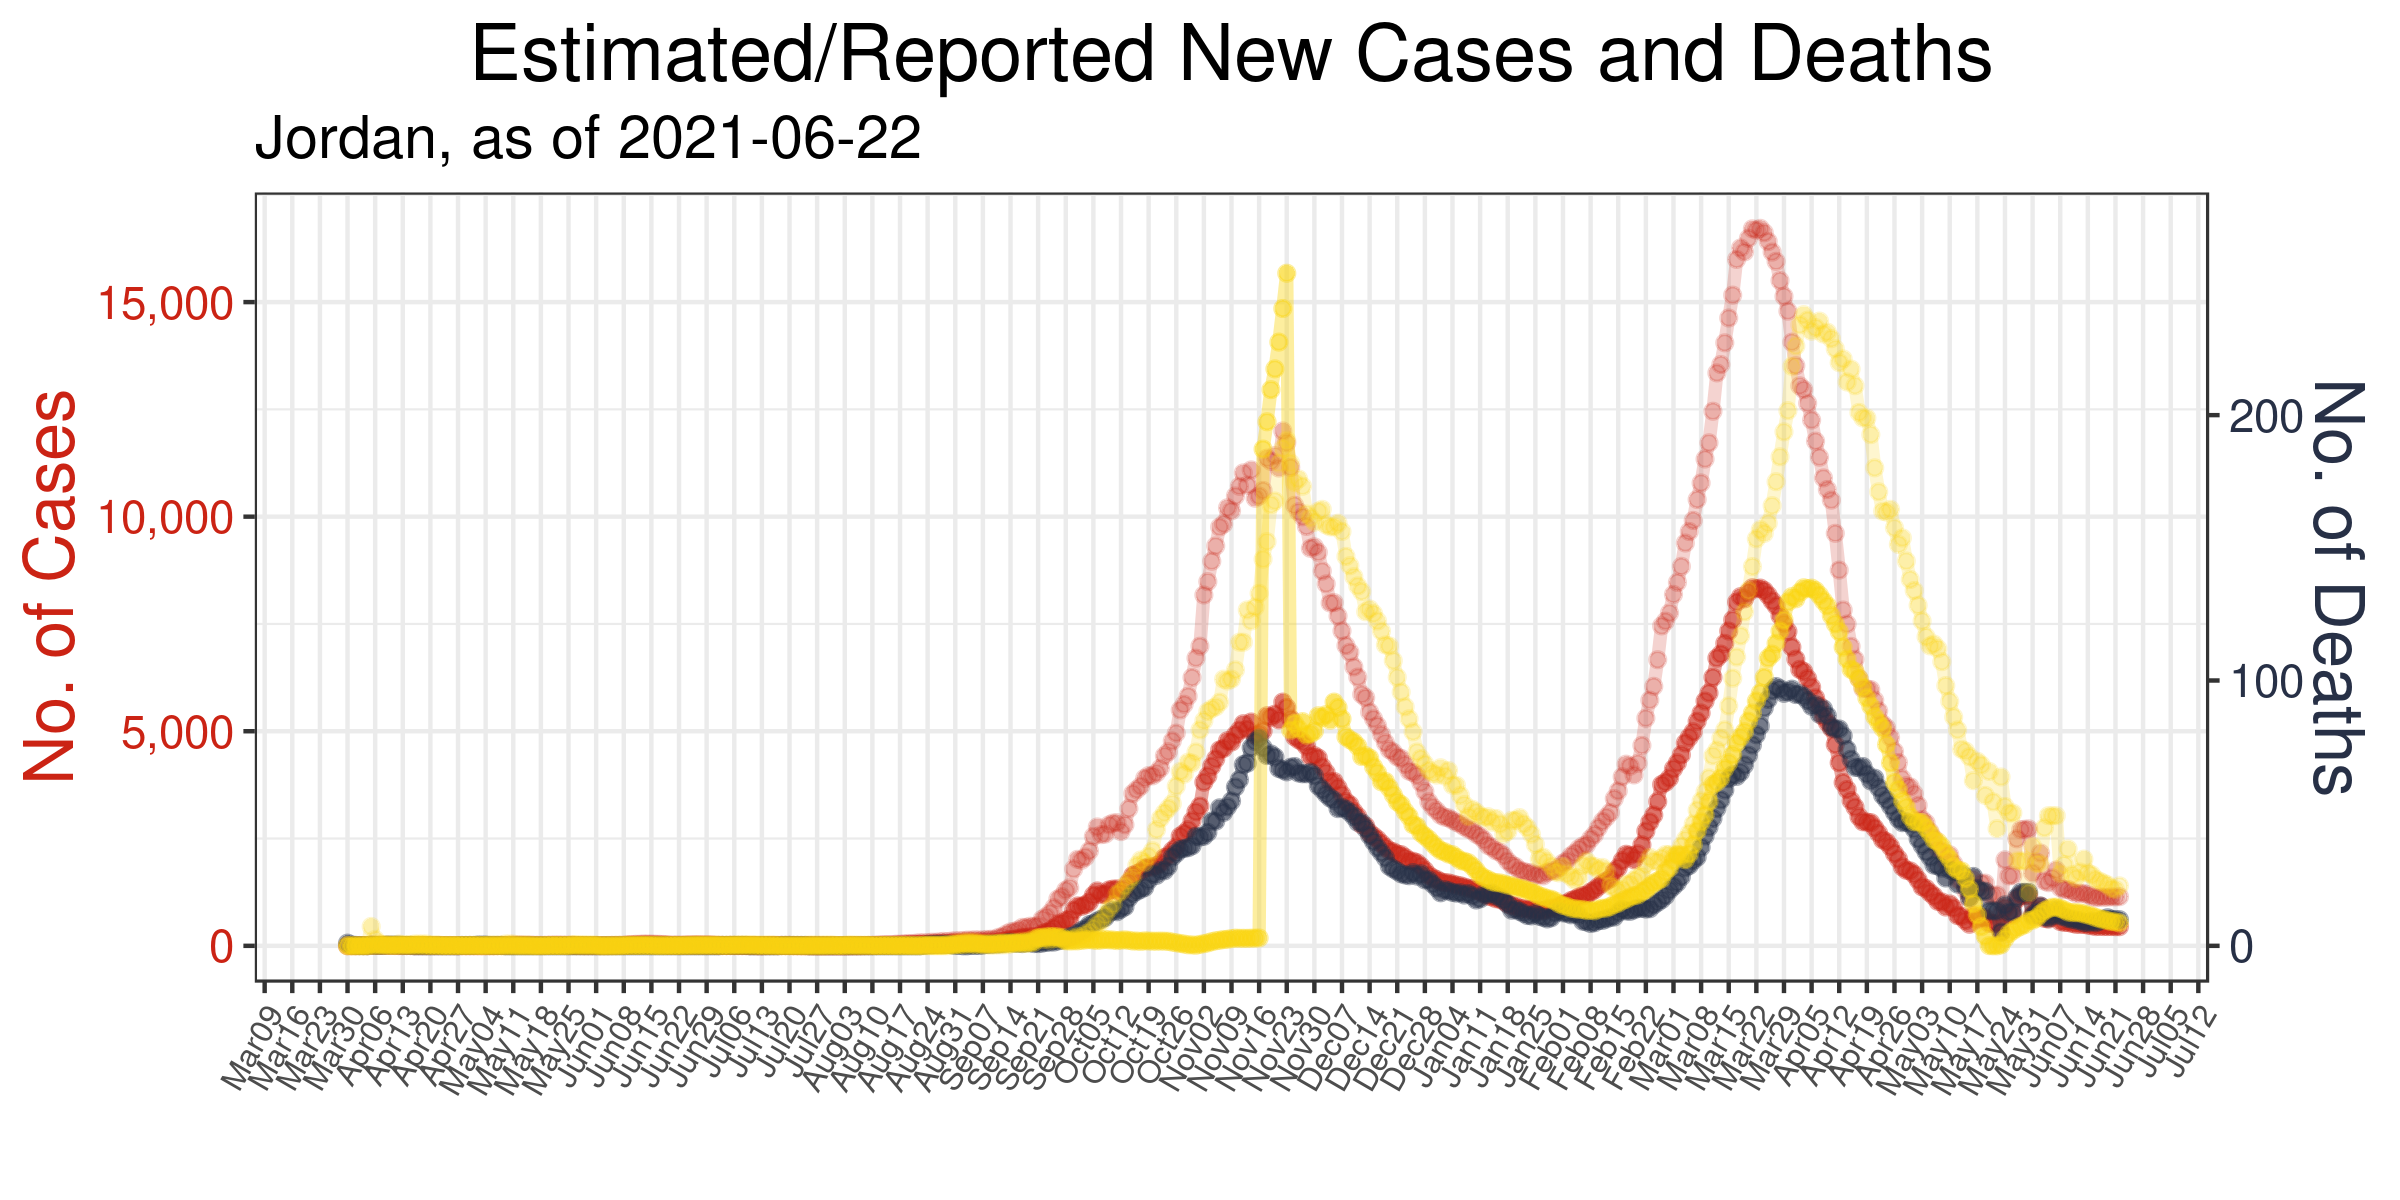 Estimated/Reported New Cases and Deaths
Jordan, as of 2021-06-22
No. of Cases
15,000
10,000
5,000
0
No. of Deaths
200
100
0
Mar09
Mar16
Mar23
Mar30
Apr06
Apr13
Apr20
Apr27
May04
May11
May18
May25
Jun01
Jun08
Jun15
Jun22
Jun29
Jul06
Jul13
Jul20
Jul27
Aug03
Aug10
Aug17
Aug24
Aug31
Sep07
Sep14
Sep21
Sep28
Oct05
Oct12
Oct19
Oct26
Nov02
Nov09
Nov16
Nov23
Nov30
Dec07
Dec14
Dec21
Dec28
Jan04
Jan11
Jan18
Jan25
Feb01
Feb08
Feb15
Feb22
Mar01
Mar08
Mar15
Mar22
Mar29
Apr05
Apr12
Apr19
Apr26
May03
May10
May17
May24
May31
Jun07
Jun14
Jun21
Jun28
Jul05
Jul12